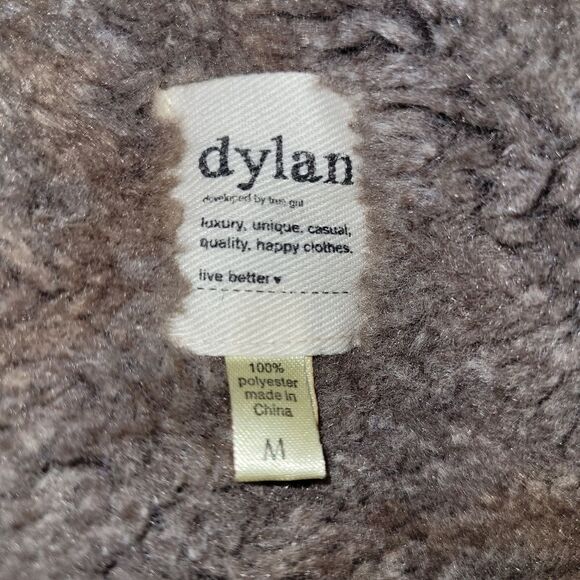 dylan
developed by true grit
luxury, unique, casual,
quality, happy clothes.
live better ♥
100%
polyester
made in
China
M